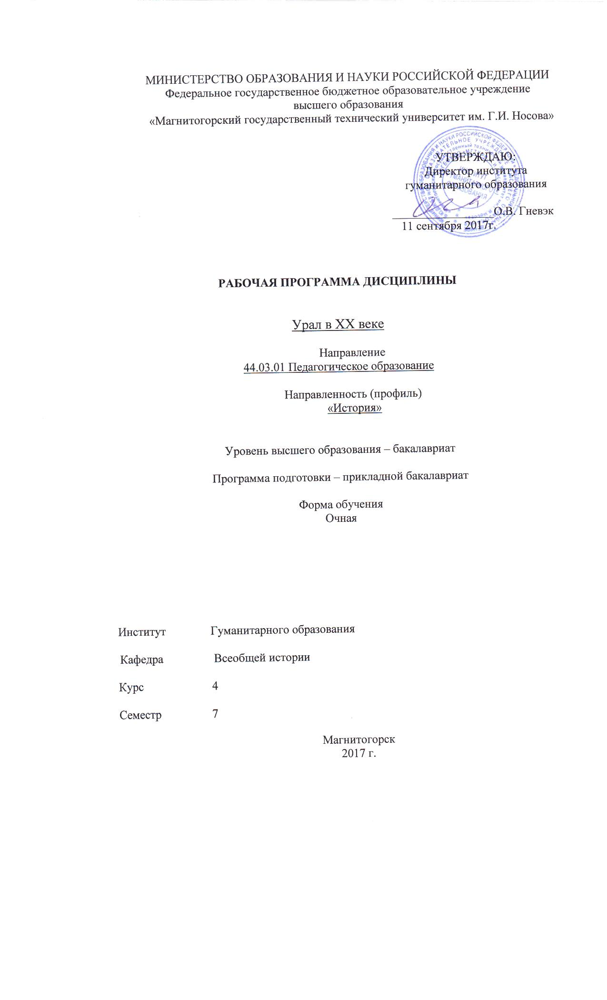 МИНИСТЕРСТВО ОБРАЗОВАНИЯ И НАУКИ РОССИЙСКОЙ ФЕДЕРАЦИИ
Федеральное государственное бюджетное образовательное учреждение
высшего образования
«Магнитогорский государственный технический университет им. Г.И. Носова»
УТВЕРЖДАЮ:
Директор института
гуманитарного образования
О.В. Гневэк
11 сентября 2017г.
ИНСТИТУТ
ГУМАНИТАРНОГО
ОБРАЗОВАНИЯ
РАБОЧАЯ ПРОГРАММА ДИСЦИПЛИНЫ
Урал в XX веке
Направление
44.03.01 Педагогическое образование
Направленность (профиль)
«История»
Уровень высшего образования – бакалавриат
Программа подготовки – прикладной бакалавриат
Форма обучения
Очная
Институт Гуманитарного образования
Кафедра Всеобщей истории
Курс 4
Семестр 7
Магнитогорск
2017 г.